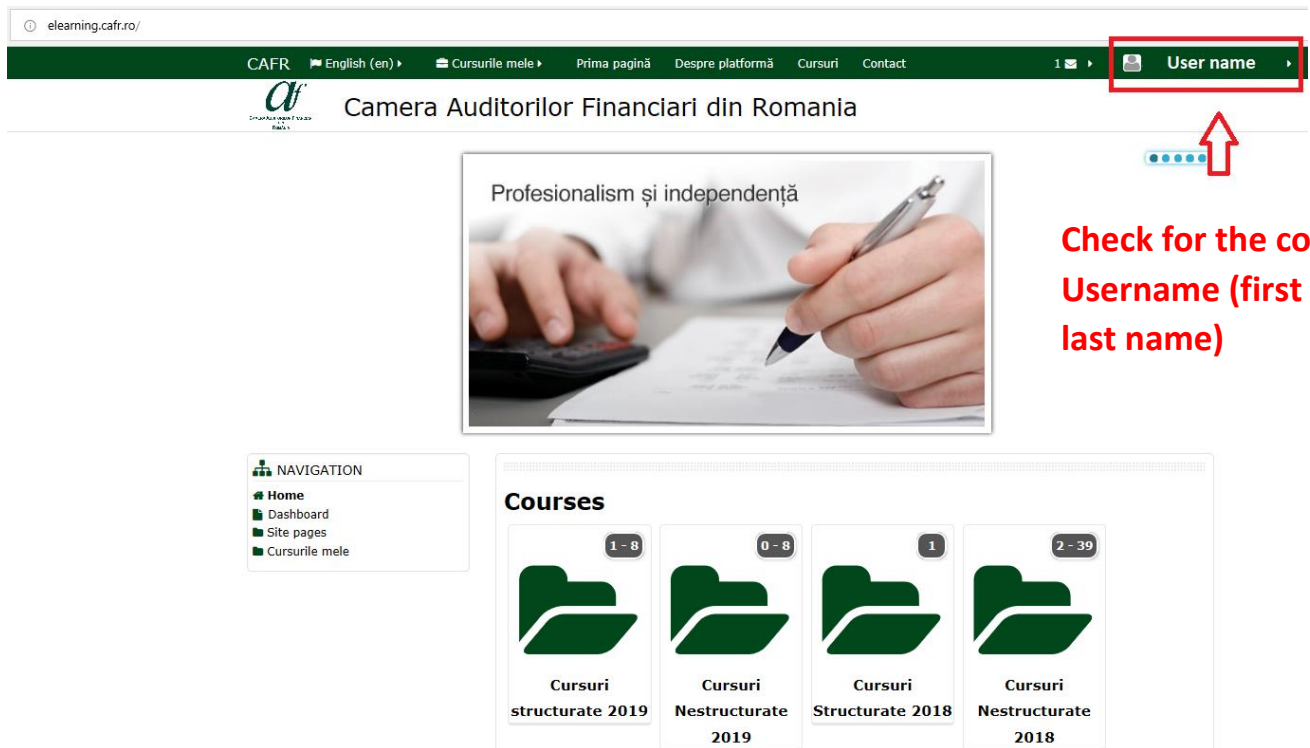 elearning.cafr.ro/
CAFR English (en) Cursurile mele Prima pagină Despre platformă Cursuri Contact 1 User name
Camera Auditorilor Financiari din Romania
Profesionalism și independență
Check for the co
Username (first
last name)
NAVIGATION
Home
Dashboard
Site pages
Cursurile mele
Courses
1 - 8
0 - 8
1
2 - 39
Cursuri
structurate 2019
Cursuri
Nestructurate
2019
Cursuri
Structurate 2018
Cursuri
Nestructurate
2018